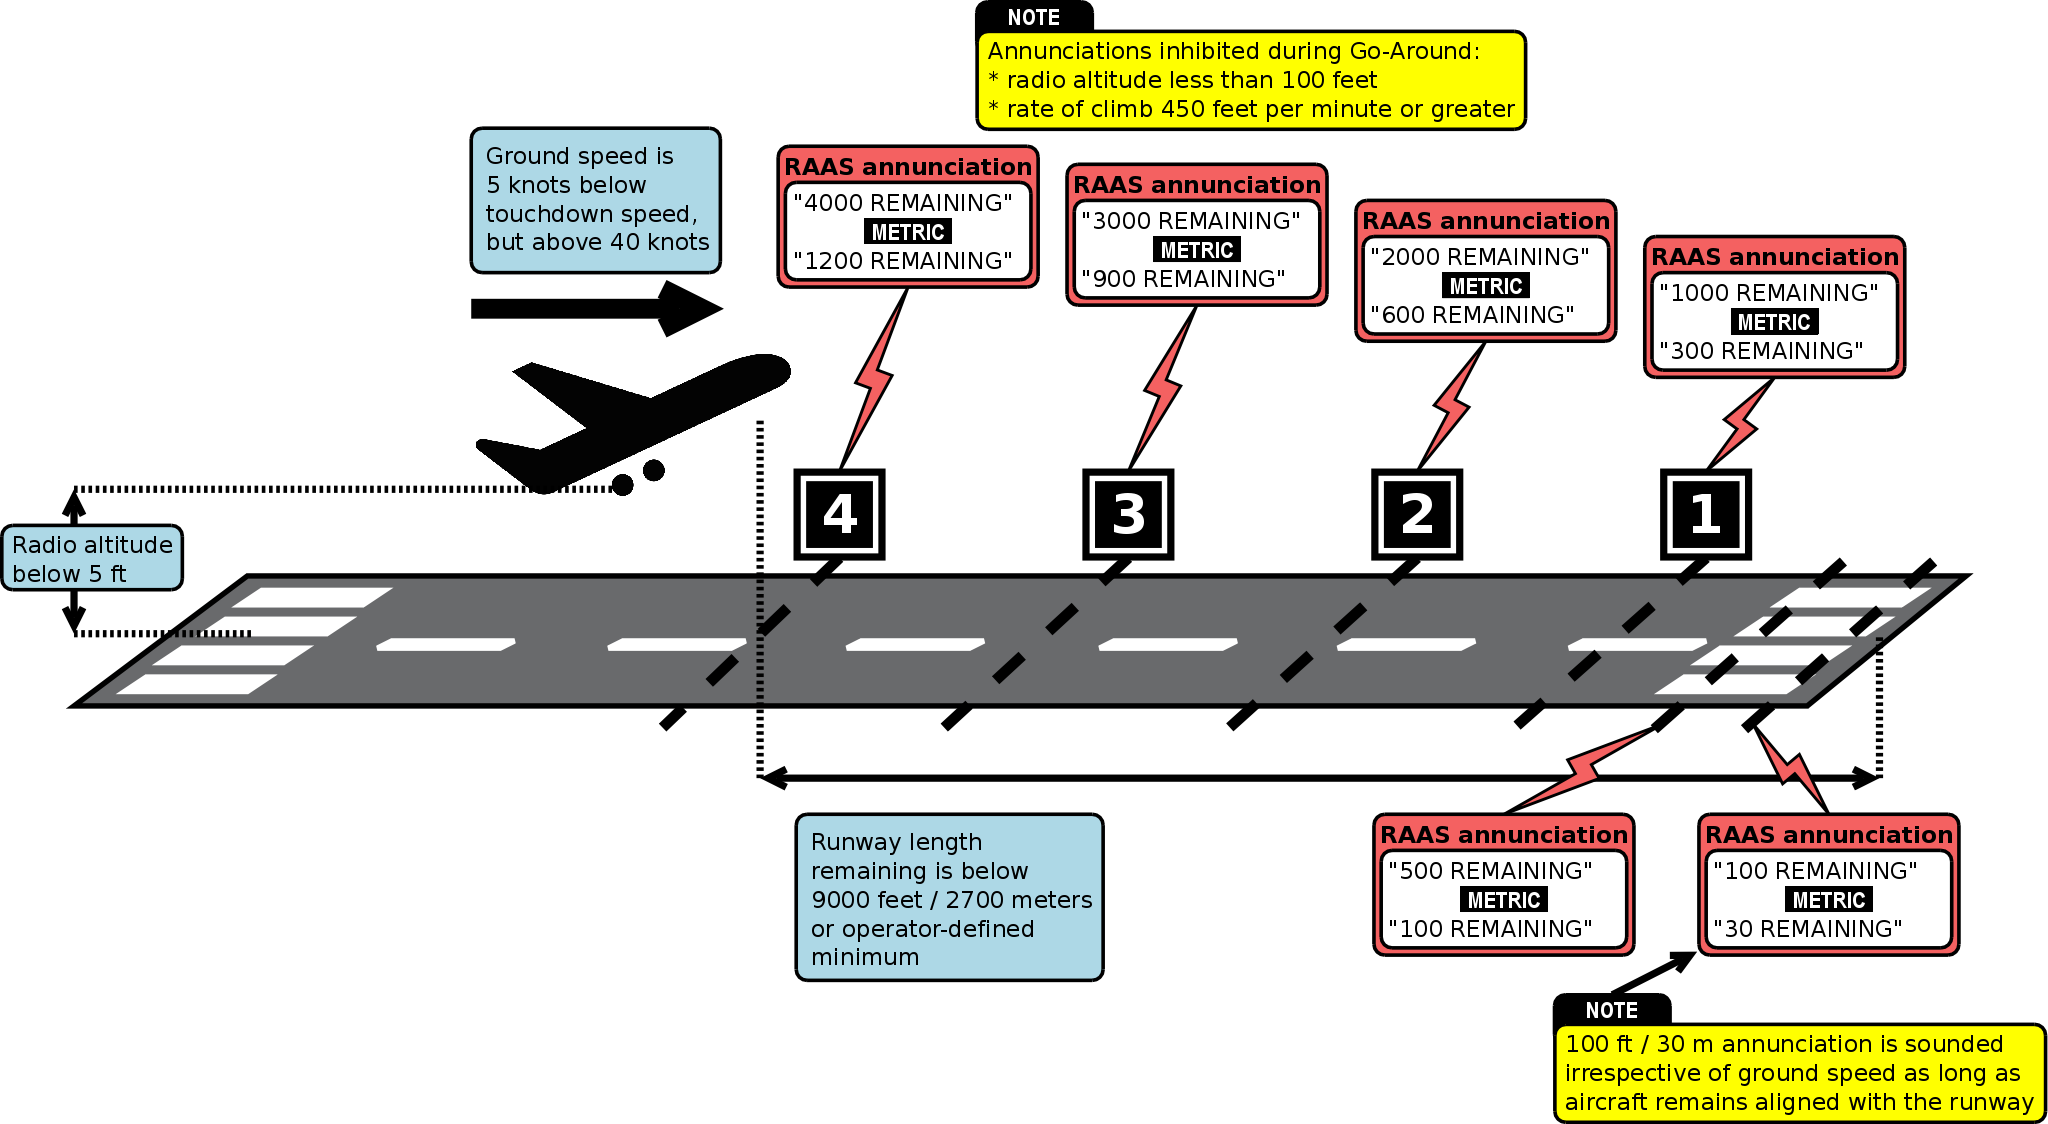 NOTE
Annunciations inhibited during Go-Around:
* radio altitude less than 100 feet
* rate of climb 450 feet per minute or greater
Ground speed is
5 knots below
touchdown speed,
but above 40 knots
RAAS annunciation
"4000 REMAINING"
METRIC
"1200 REMAINING"
RAAS annunciation
"3000 REMAINING"
METRIC
"900 REMAINING"
RAAS annunciation
"2000 REMAINING"
METRIC
"600 REMAINING"
RAAS annunciation
"1000 REMAINING"
METRIC
"300 REMAINING"
4
3
2
1
Radio altitude
below 5 ft
Runway length
remaining is below
9000 feet / 2700 meters
or operator-defined
minimum
RAAS annunciation
"500 REMAINING"
METRIC
"100 REMAINING"
RAAS annunciation
"100 REMAINING"
METRIC
"30 REMAINING"
NOTE
100 ft / 30 m annunciation is sounded
irrespective of ground speed as long as
aircraft remains aligned with the runway